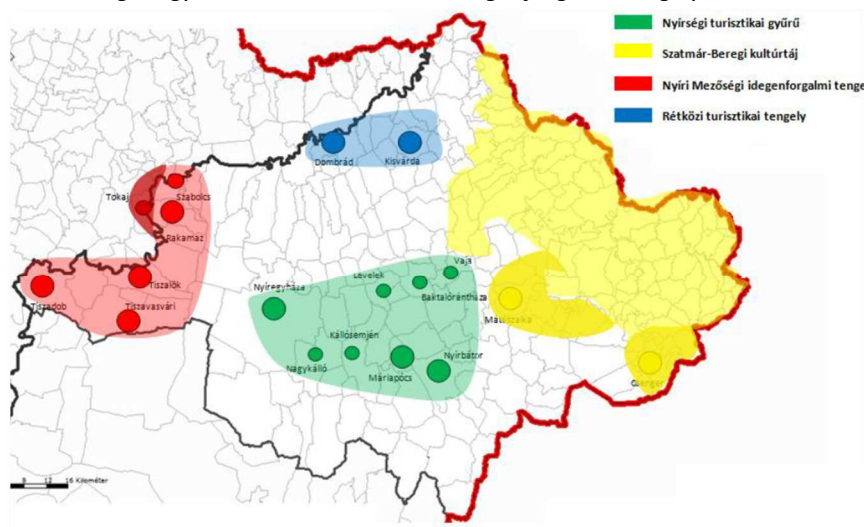 Nyírségi turisztikai gyűrű
Szatmár-Beregi kultúrtáj
Nyíri Mezőségi idegenforgalmi tenge
Rétközi turisztikai tengely
Dombrád
Kisvárda
Tokaj
Szabolcs
Rakamaz
Vaja
Levelek
Tiszalök
Nyíregyháza
Baktalórántháza
Tiszadob
Tiszavasvári
Mátészalka
Kállósemjén
Nyírbátor
Nagykálló
Máriapócs
Csenger
8 12 16 Kilométer